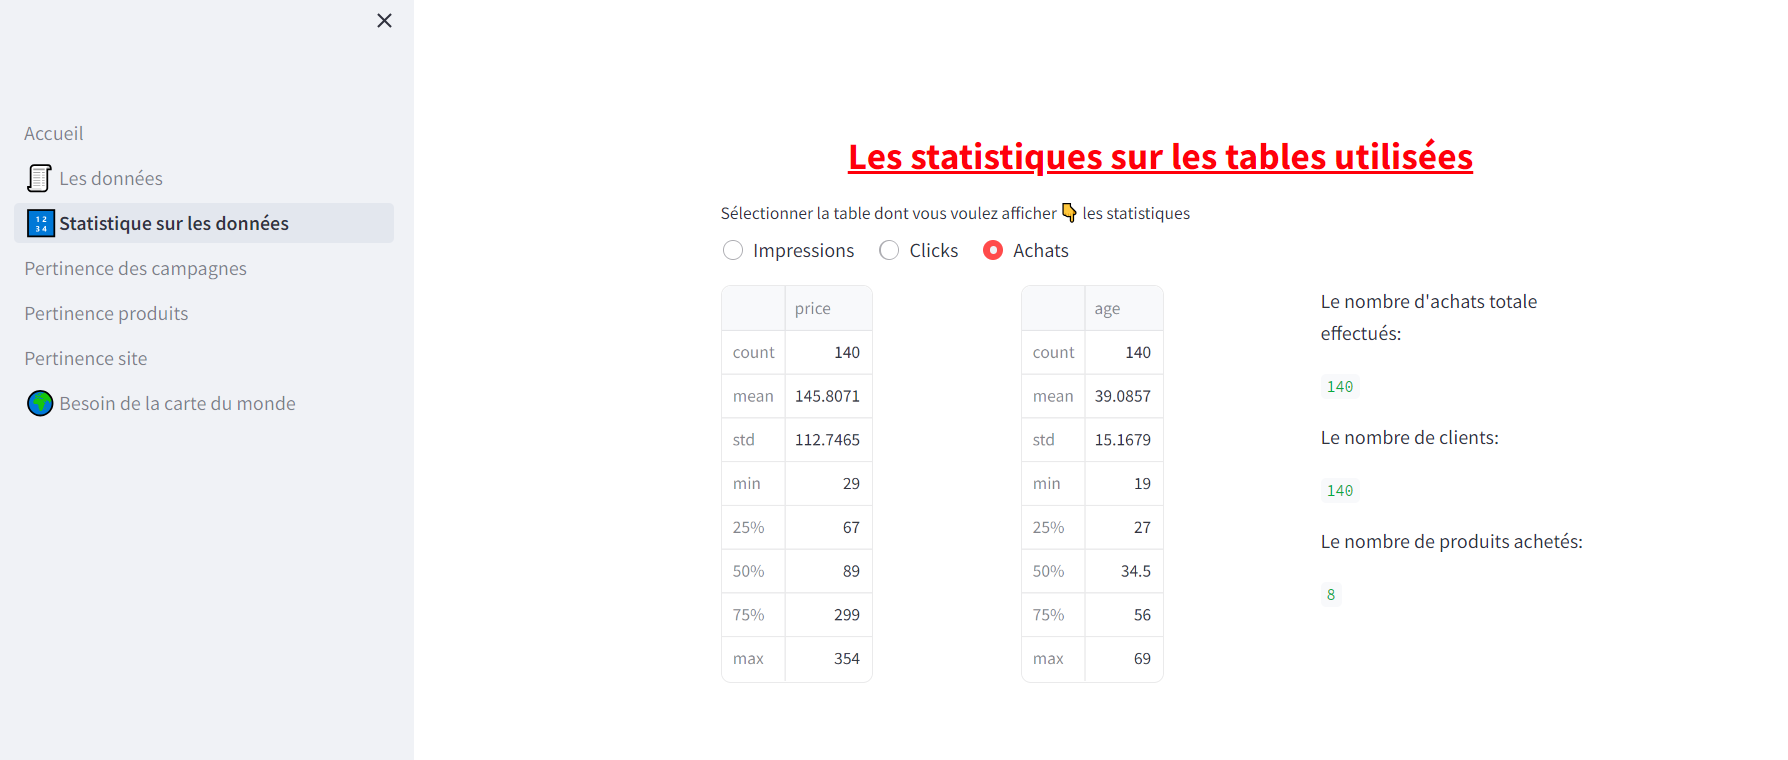 Accueil
Les données
Statistique sur les données
Pertinence des campagnes
Pertinence produits
Pertinence site
Besoin de la carte du monde
Les statistiques sur les tables utilisées
Sélectionner la table dont vous voulez afficher 👇 les statistiques
Impressions Clicks Achats
price
count 140
mean 145.8071
std 112.7465
min 29
25% 67
50% 89
75% 299
max 354
age
count 140
mean 39.0857
std 15.1679
min 19
25% 27
50% 34.5
75% 56
max 69
Le nombre d'achats totale
effectués:
140
Le nombre de clients:
140
Le nombre de produits achetés:
8